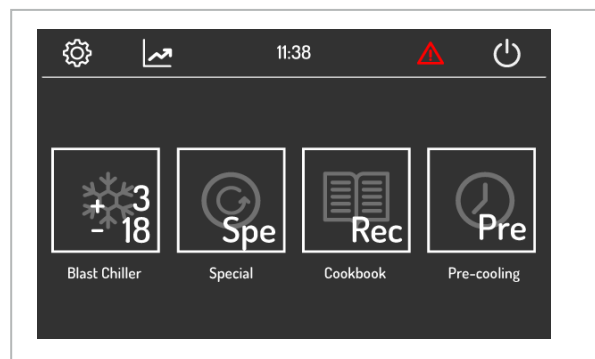 11:38
+ 3
- 18
Spe
Rec
Pre
Blast Chiller
Special
Cookbook
Pre-cooling